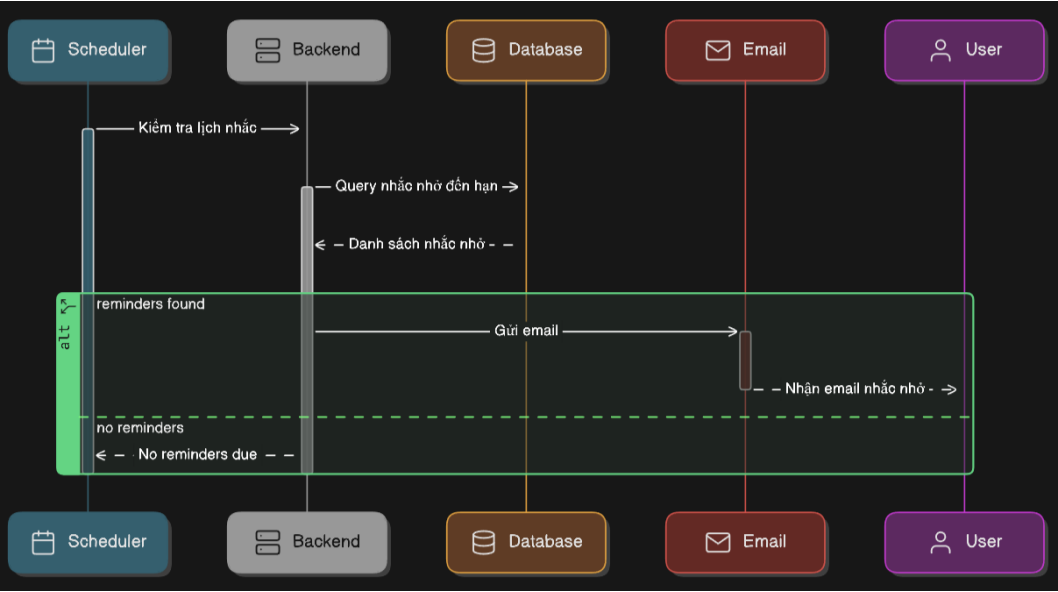 Scheduler
Backend
Database
Email
User
Kiểm tra lịch nhắc
Query nhắc nhở đến hạn
Danh sách nhắc nhở
alt
reminders found
Gửi email
Nhận email nhắc nhở
no reminders
No reminders due
Scheduler
Backend
Database
Email
User